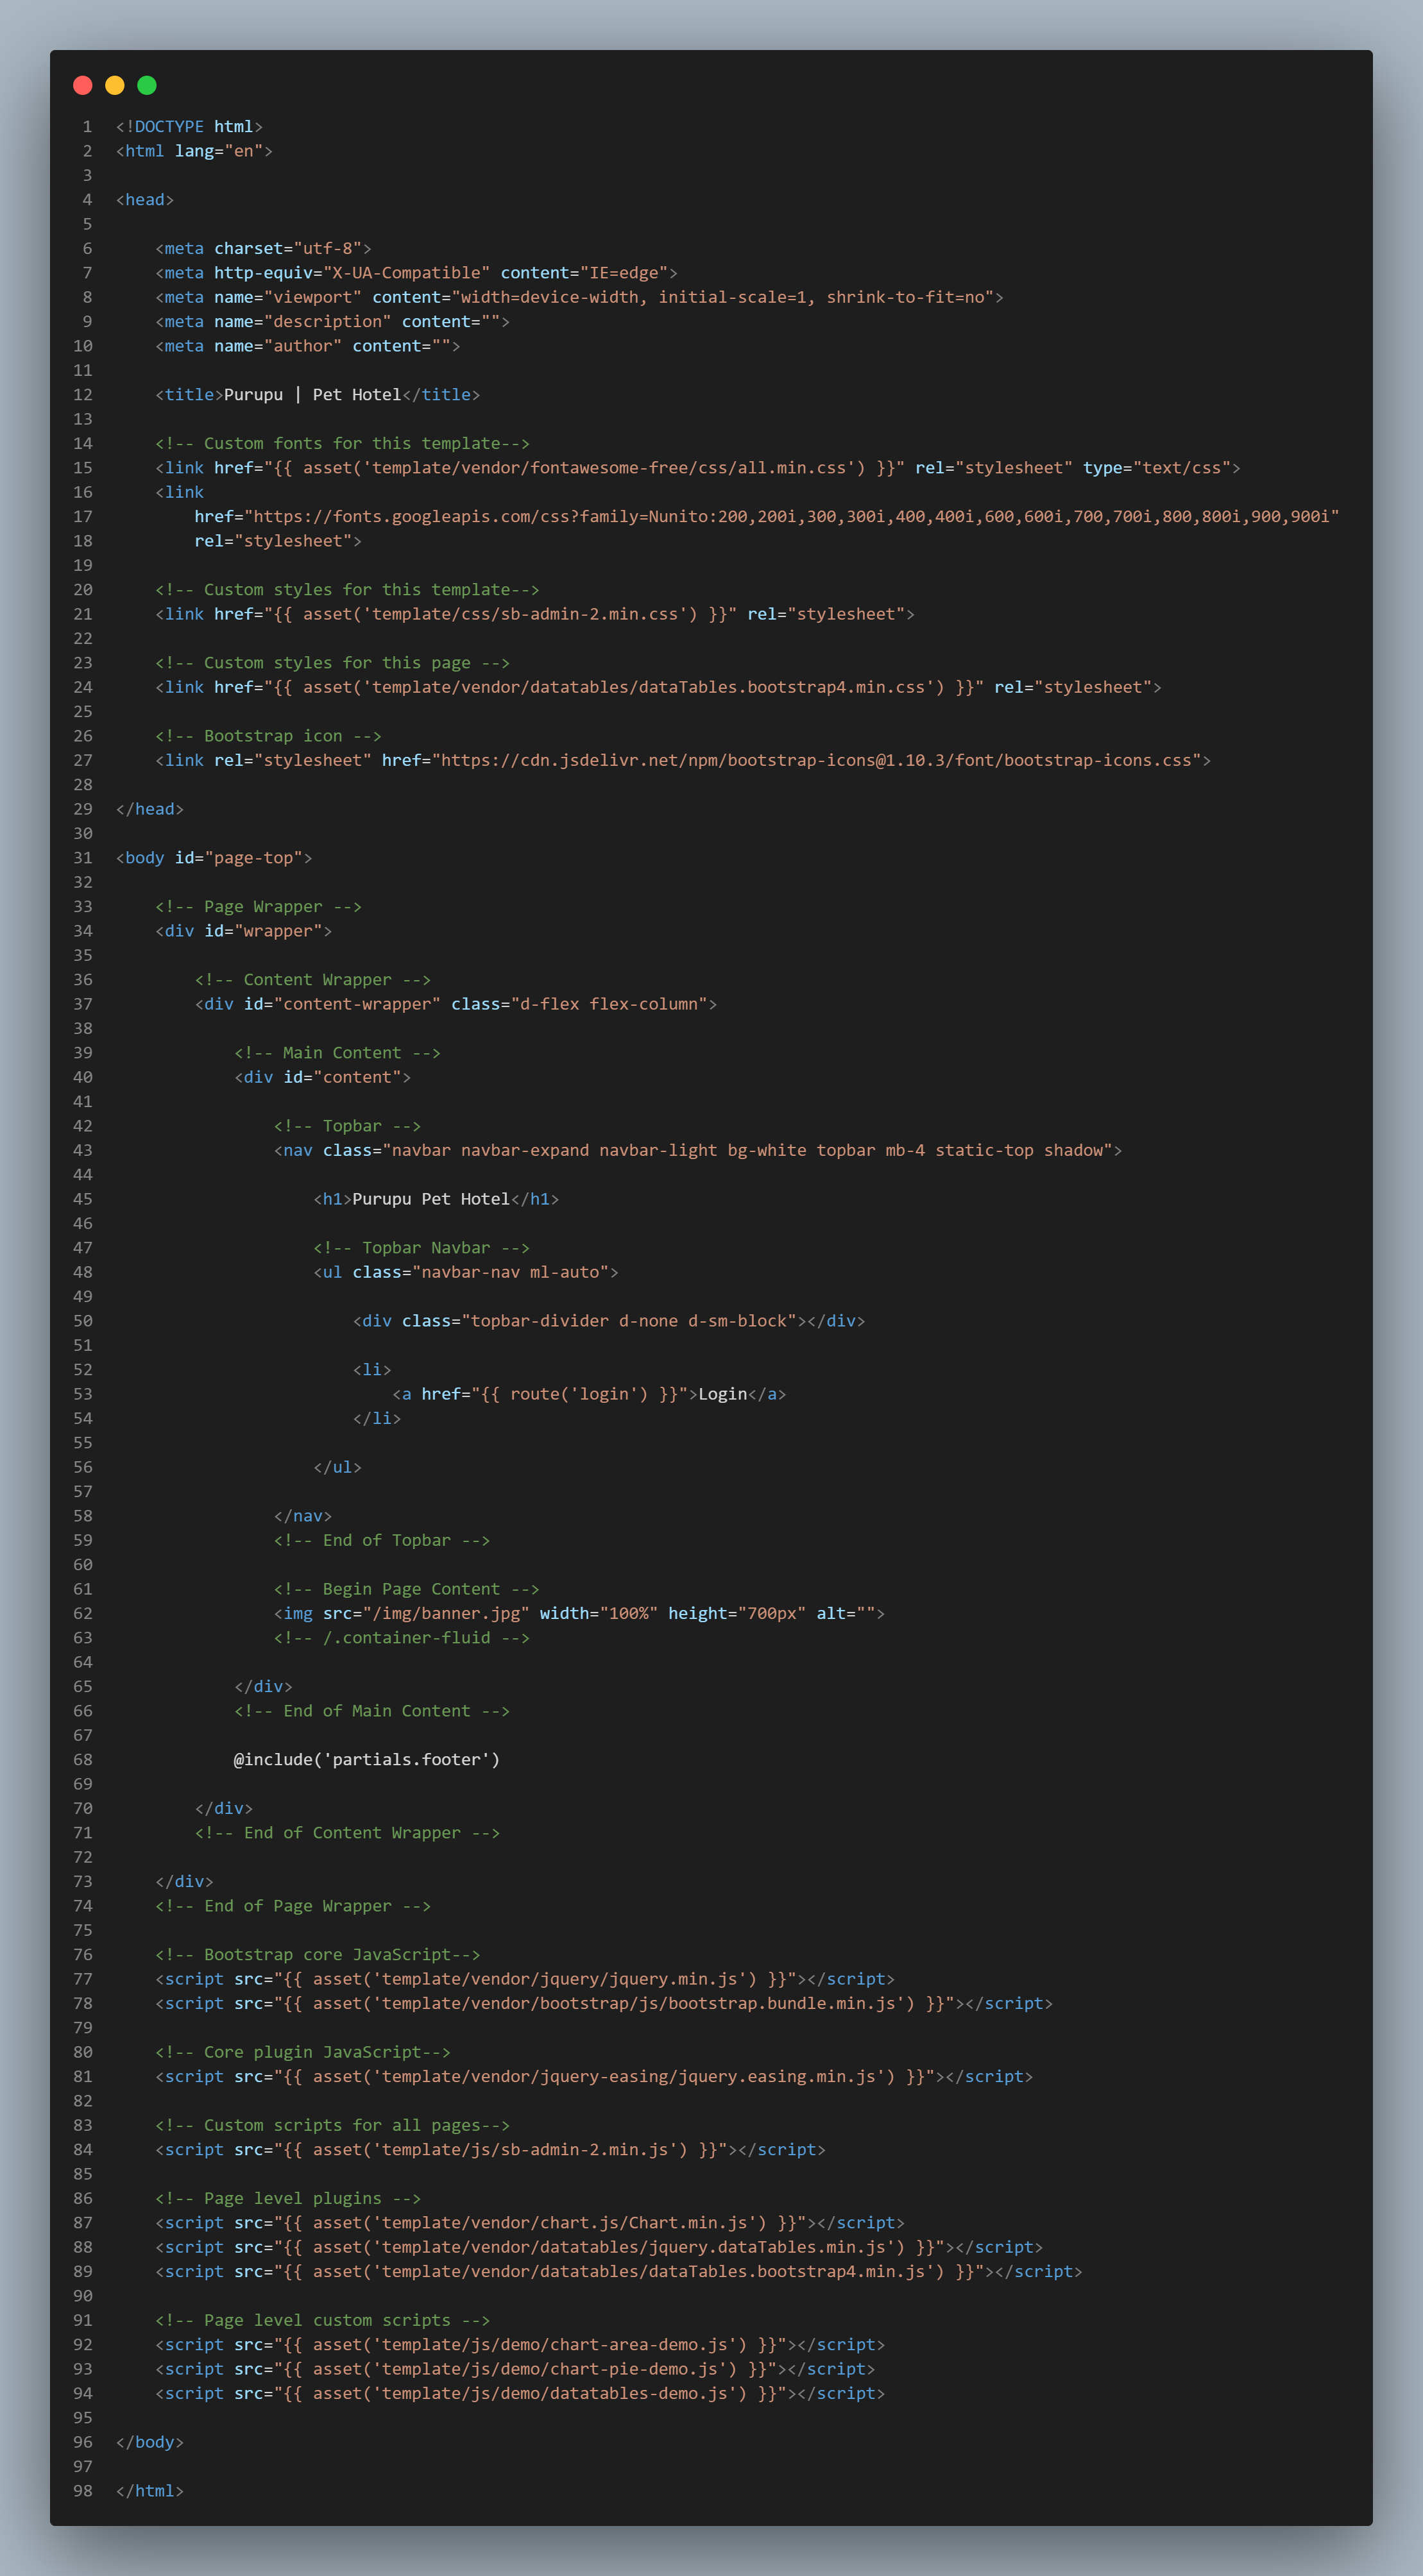 1 <!DOCTYPE html>
2 <html lang="en">
3
4 <head>
5
6     <meta charset="utf-8">
7     <meta http-equiv="X-UA-Compatible" content="IE=edge">
8     <meta name="viewport" content="width=device-width, initial-scale=1, shrink-to-fit=no">
9     <meta name="description" content="">
10     <meta name="author" content="">
11
12     <title>Purupu | Pet Hotel</title>
13
14     <!-- Custom fonts for this template-->
15     <link href="{{ asset('template/vendor/fontawesome-free/css/all.min.css') }}" rel="stylesheet" type="text/css">
16     <link
17         href="https://fonts.googleapis.com/css?family=Nunito:200,200i,300,300i,400,400i,600,600i,700,700i,800,800i,900,900i"
18         rel="stylesheet">
19
20     <!-- Custom styles for this template-->
21     <link href="{{ asset('template/css/sb-admin-2.min.css') }}" rel="stylesheet">
22
23     <!-- Custom styles for this page -->
24     <link href="{{ asset('template/vendor/datatables/dataTables.bootstrap4.min.css') }}" rel="stylesheet">
25
26     <!-- Bootstrap icon -->
27     <link rel="stylesheet" href="https://cdn.jsdelivr.net/npm/bootstrap-icons@1.10.3/font/bootstrap-icons.css">
28
29 </head>
30
31 <body id="page-top">
32
33     <!-- Page Wrapper -->
34     <div id="wrapper">
35
36         <!-- Content Wrapper -->
37         <div id="content-wrapper" class="d-flex flex-column">
38
39             <!-- Main Content -->
40             <div id="content">
41
42                 <!-- Topbar -->
43                 <nav class="navbar navbar-expand navbar-light bg-white topbar mb-4 static-top shadow">
44
45                     <h1>Purupu Pet Hotel</h1>
46
47                     <!-- Topbar Navbar -->
48                     <ul class="navbar-nav ml-auto">
49
50                         <div class="topbar-divider d-none d-sm-block"></div>
51
52                         <li>
53                             <a href="{{ route('login') }}">Login</a>
54                         </li>
55
56                     </ul>
57
58                 </nav>
59                 <!-- End of Topbar -->
60
61                 <!-- Begin Page Content -->
62                 <img src="/img/banner.jpg" width="100%" height="700px" alt="">
63                 <!-- /.container-fluid -->
64
65             </div>
66             <!-- End of Main Content -->
67
68             @include('partials.footer')
69
70         </div>
71         <!-- End of Content Wrapper -->
72
73     </div>
74     <!-- End of Page Wrapper -->
75
76     <!-- Bootstrap core JavaScript-->
77     <script src="{{ asset('template/vendor/jquery/jquery.min.js') }}"></script>
78     <script src="{{ asset('template/vendor/bootstrap/js/bootstrap.bundle.min.js') }}"></script>
79
80     <!-- Core plugin JavaScript-->
81     <script src="{{ asset('template/vendor/jquery-easing/jquery.easing.min.js') }}"></script>
82
83     <!-- Custom scripts for all pages-->
84     <script src="{{ asset('template/js/sb-admin-2.min.js') }}"></script>
85
86     <!-- Page level plugins -->
87     <script src="{{ asset('template/vendor/chart.js/Chart.min.js') }}"></script>
88     <script src="{{ asset('template/vendor/datatables/jquery.dataTables.min.js') }}"></script>
89     <script src="{{ asset('template/vendor/datatables/dataTables.bootstrap4.min.js') }}"></script>
90
91     <!-- Page level custom scripts -->
92     <script src="{{ asset('template/js/demo/chart-area-demo.js') }}"></script>
93     <script src="{{ asset('template/js/demo/chart-pie-demo.js') }}"></script>
94     <script src="{{ asset('template/js/demo/datatables-demo.js') }}"></script>
95
96 </body>
97
98 </html>